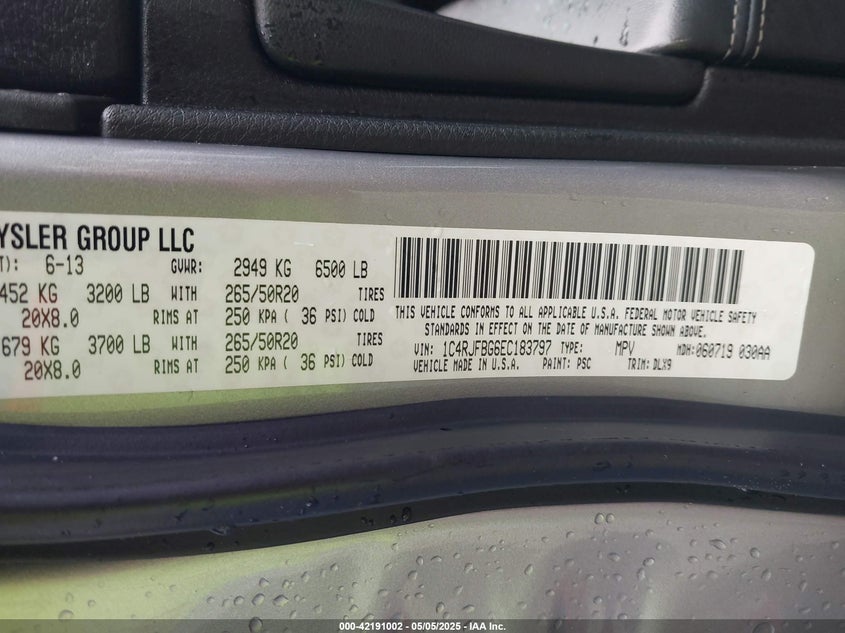 YSLER GROUP LLC
T): 6-13 GVWR: 2949 KG 6500 LB
452 KG 3200 LB WITH 265/50R20 TIRES
20X8.0 RIMS AT 250 KPA ( 36 PSI) COLD
679 KG 3700 LB WITH 265/50R20 TIRES
20X8.0 RIMS AT 250 KPA ( 36 PSI) COLD
THIS VEHICLE CONFORMS TO ALL APPLICABLE U.S.A. FEDERAL MOTOR VEHICLE SAFETY
STANDARDS IN EFFECT ON THE DATE OF MANUFACTURE SHOWN ABOVE.
VIN: 1C4RJFBG6EC183797 TYPE: MPV MDH: 060719 030AA
VEHICLE MADE IN U.S.A. PAINT: PSC TRIM: DLX9
000-42191002 - 05/05/2025 - IAA Inc.